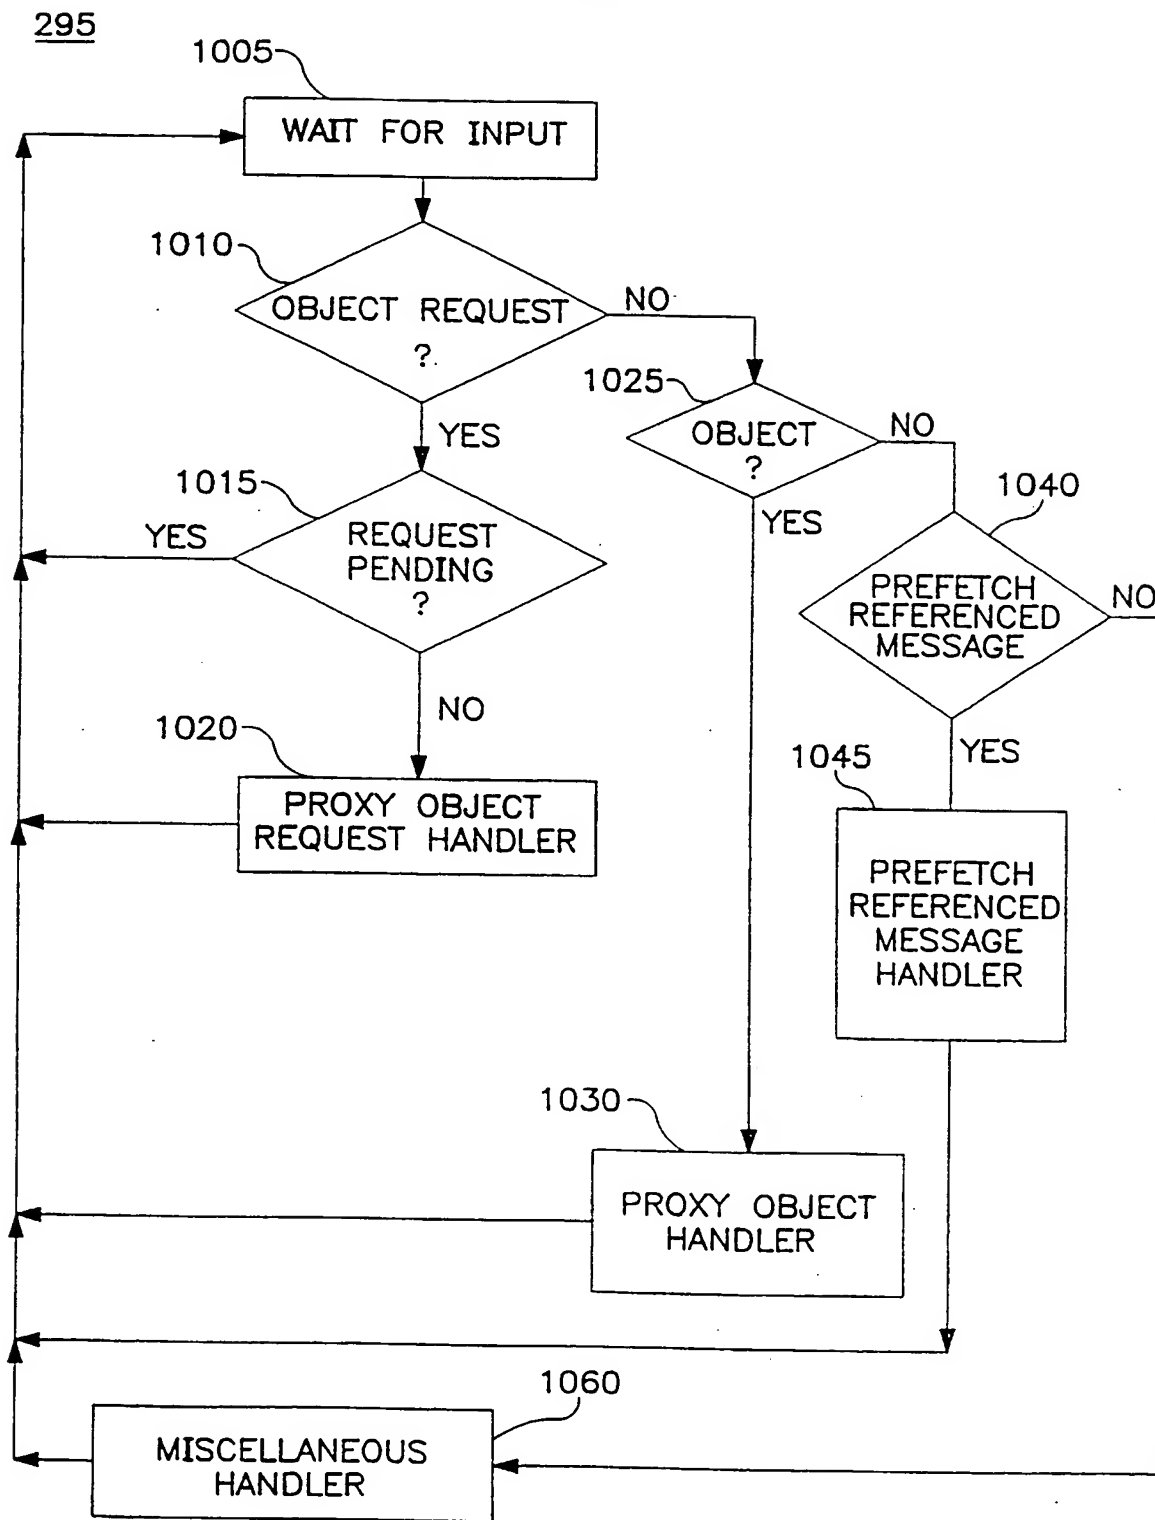 295
1005
WAIT FOR INPUT
1010
OBJECT REQUEST
?
NO
1025
OBJECT
?
NO
YES
1015
REQUEST
PENDING
?
YES
YES
1040
PREFETCH
REFERENCED
MESSAGE
NO
NO
1020
PROXY OBJECT
REQUEST HANDLER
YES
1045
PREFETCH
REFERENCED
MESSAGE
HANDLER
1030
PROXY OBJECT
HANDLER
1060
MISCELLANEOUS
HANDLER